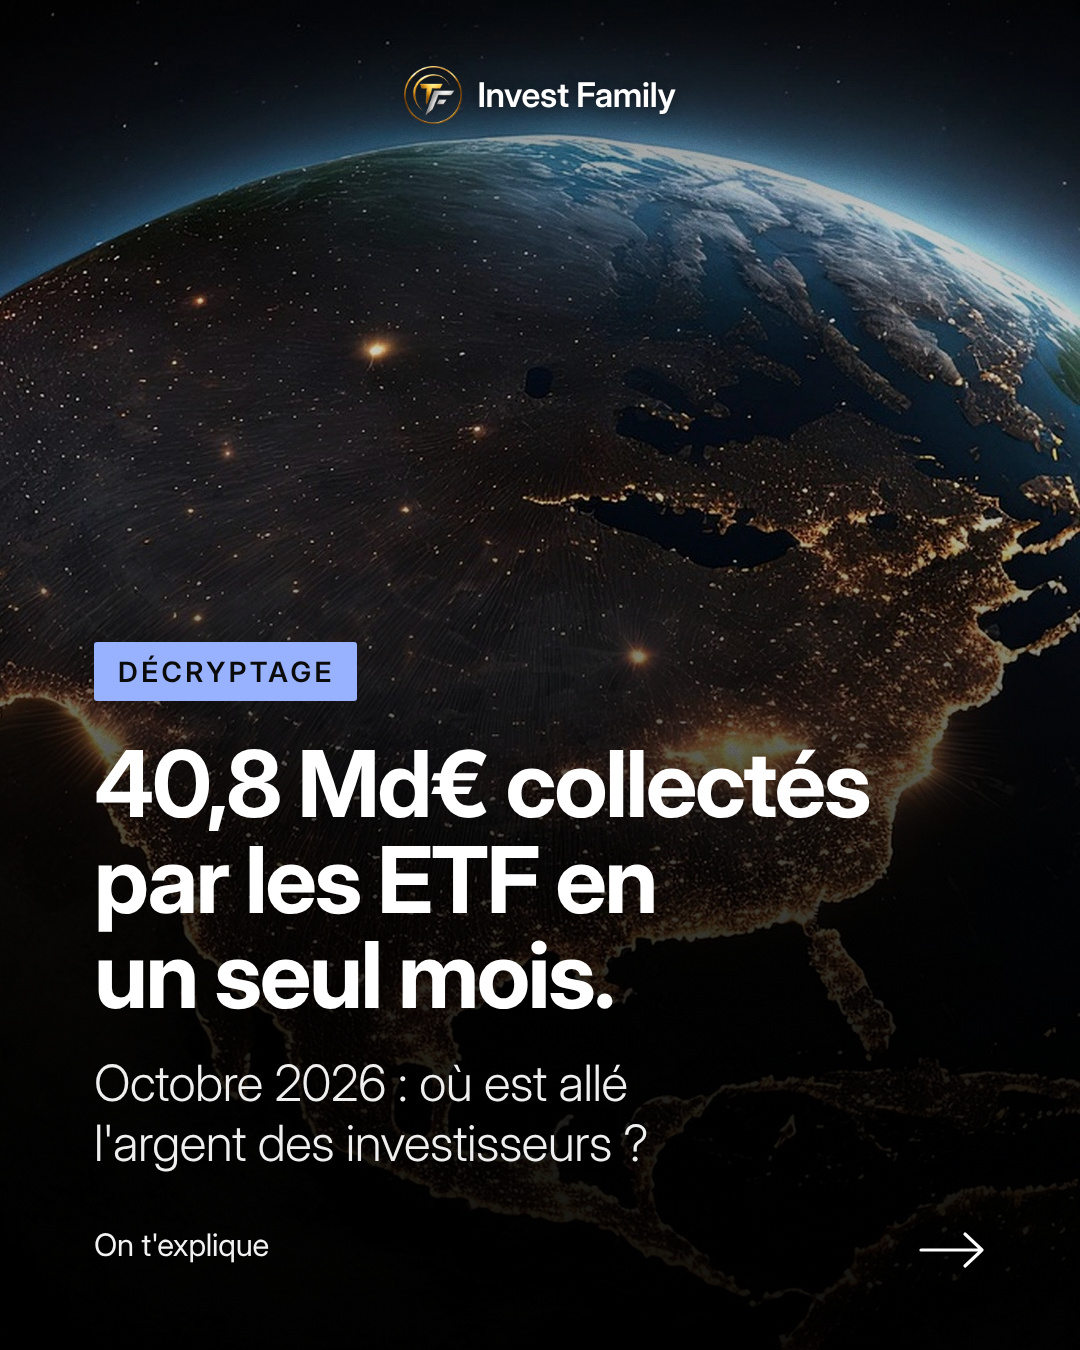 TF Invest Family
DÉCRYPTAGE
40,8 Md€ collectés
par les ETF en
un seul mois.
Octobre 2026 : où est allé
l'argent des investisseurs ?
On t'explique